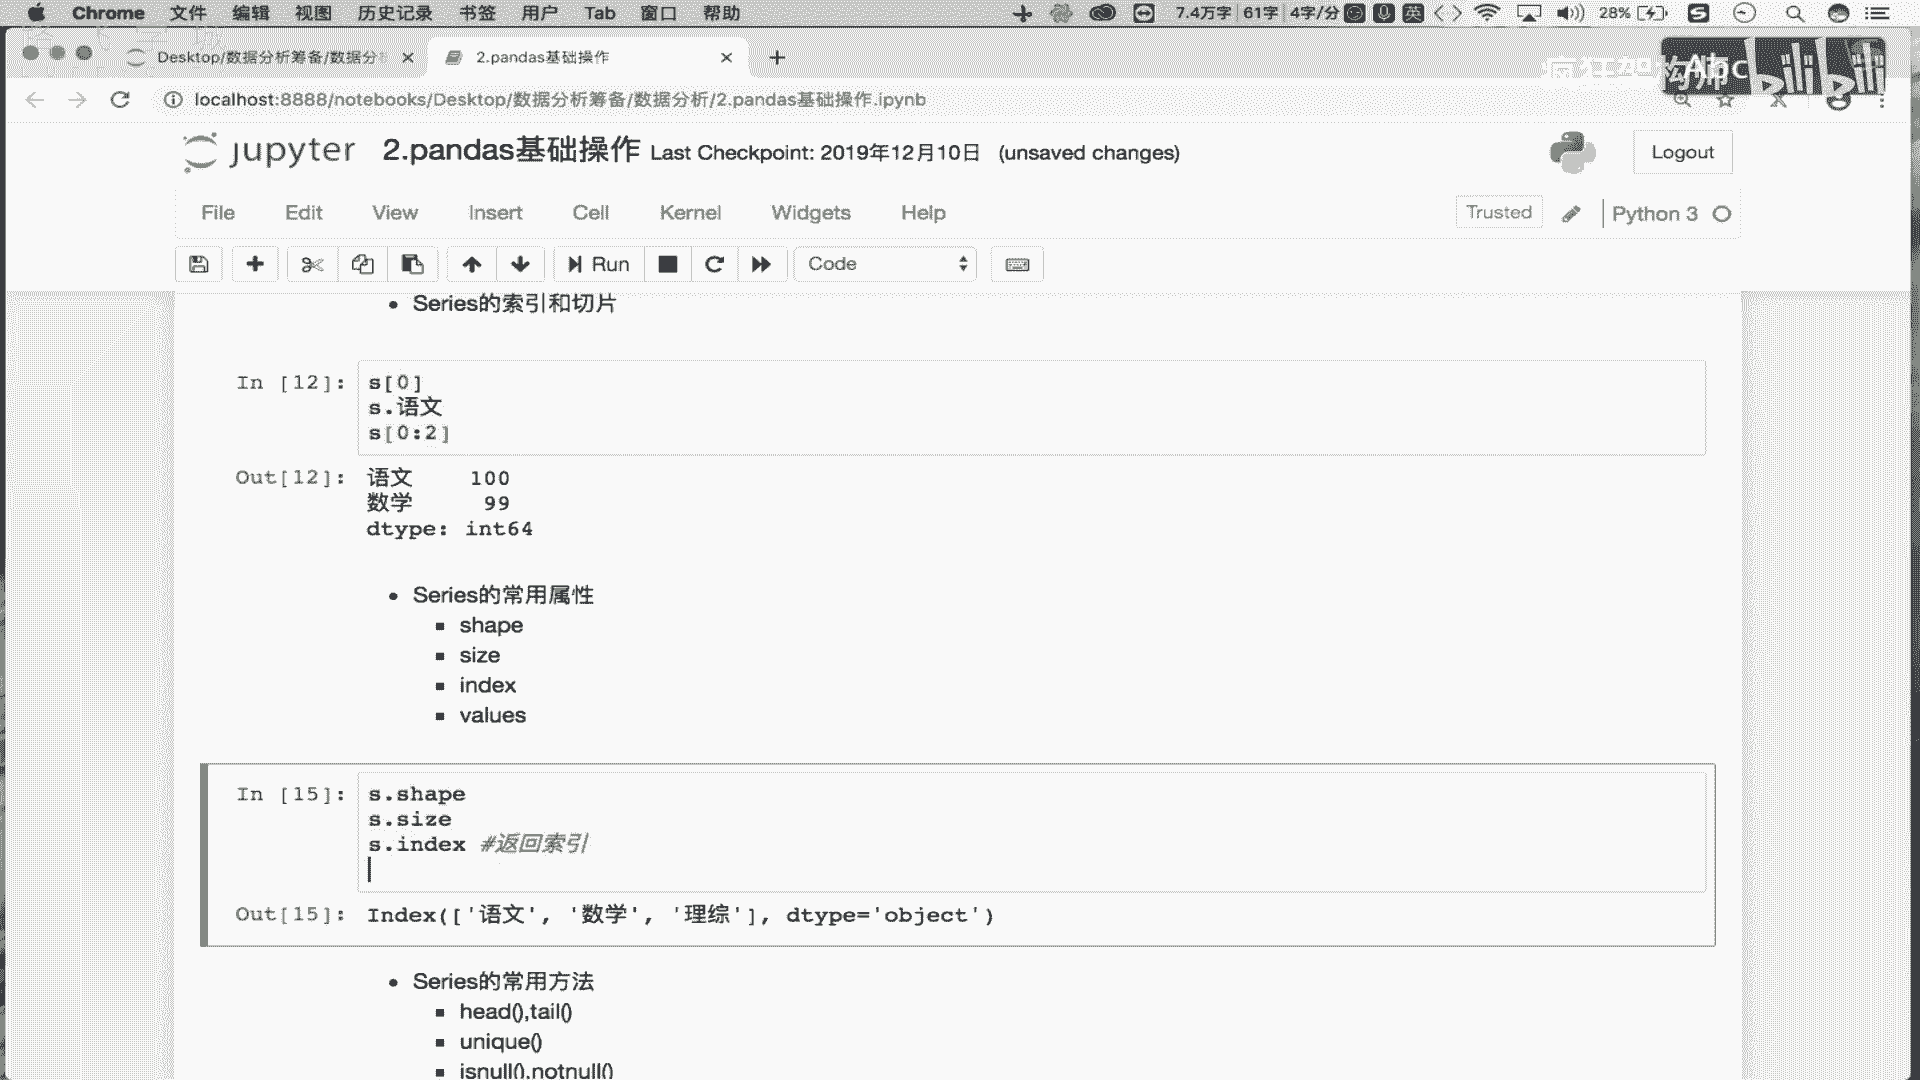 Chrome 文件 编辑 视图 历史记录 书签 用户 Tab 窗口 帮助 7.4万字 61字 4字/分 英 28%
Desktop/数据分析筹备/数据分
2.pandas基础操作
Abc bilibili
localhost:8888/notebooks/Desktop/数据分析筹备/数据分析/2.pandas基础操作.ipynb
jupyter 2.pandas基础操作 Last Checkpoint: 2019年12月10日 (unsaved changes)
Logout
File Edit View Insert Cell Kernel Widgets Help
Trusted Python 3
Run Code
Series的索引和切片
In [12]: s[0]
s.语文
s[0:2]
Out[12]: 语文 100
数学 99
dtype: int64
Series的常用属性
shape
size
index
values
In [15]: s.shape
s.size
s.index #返回索引
Out[15]: Index(['语文', '数学', '理综'], dtype='object')
Series的常用方法
head(),tail()
unique()
isnull(),notnull()